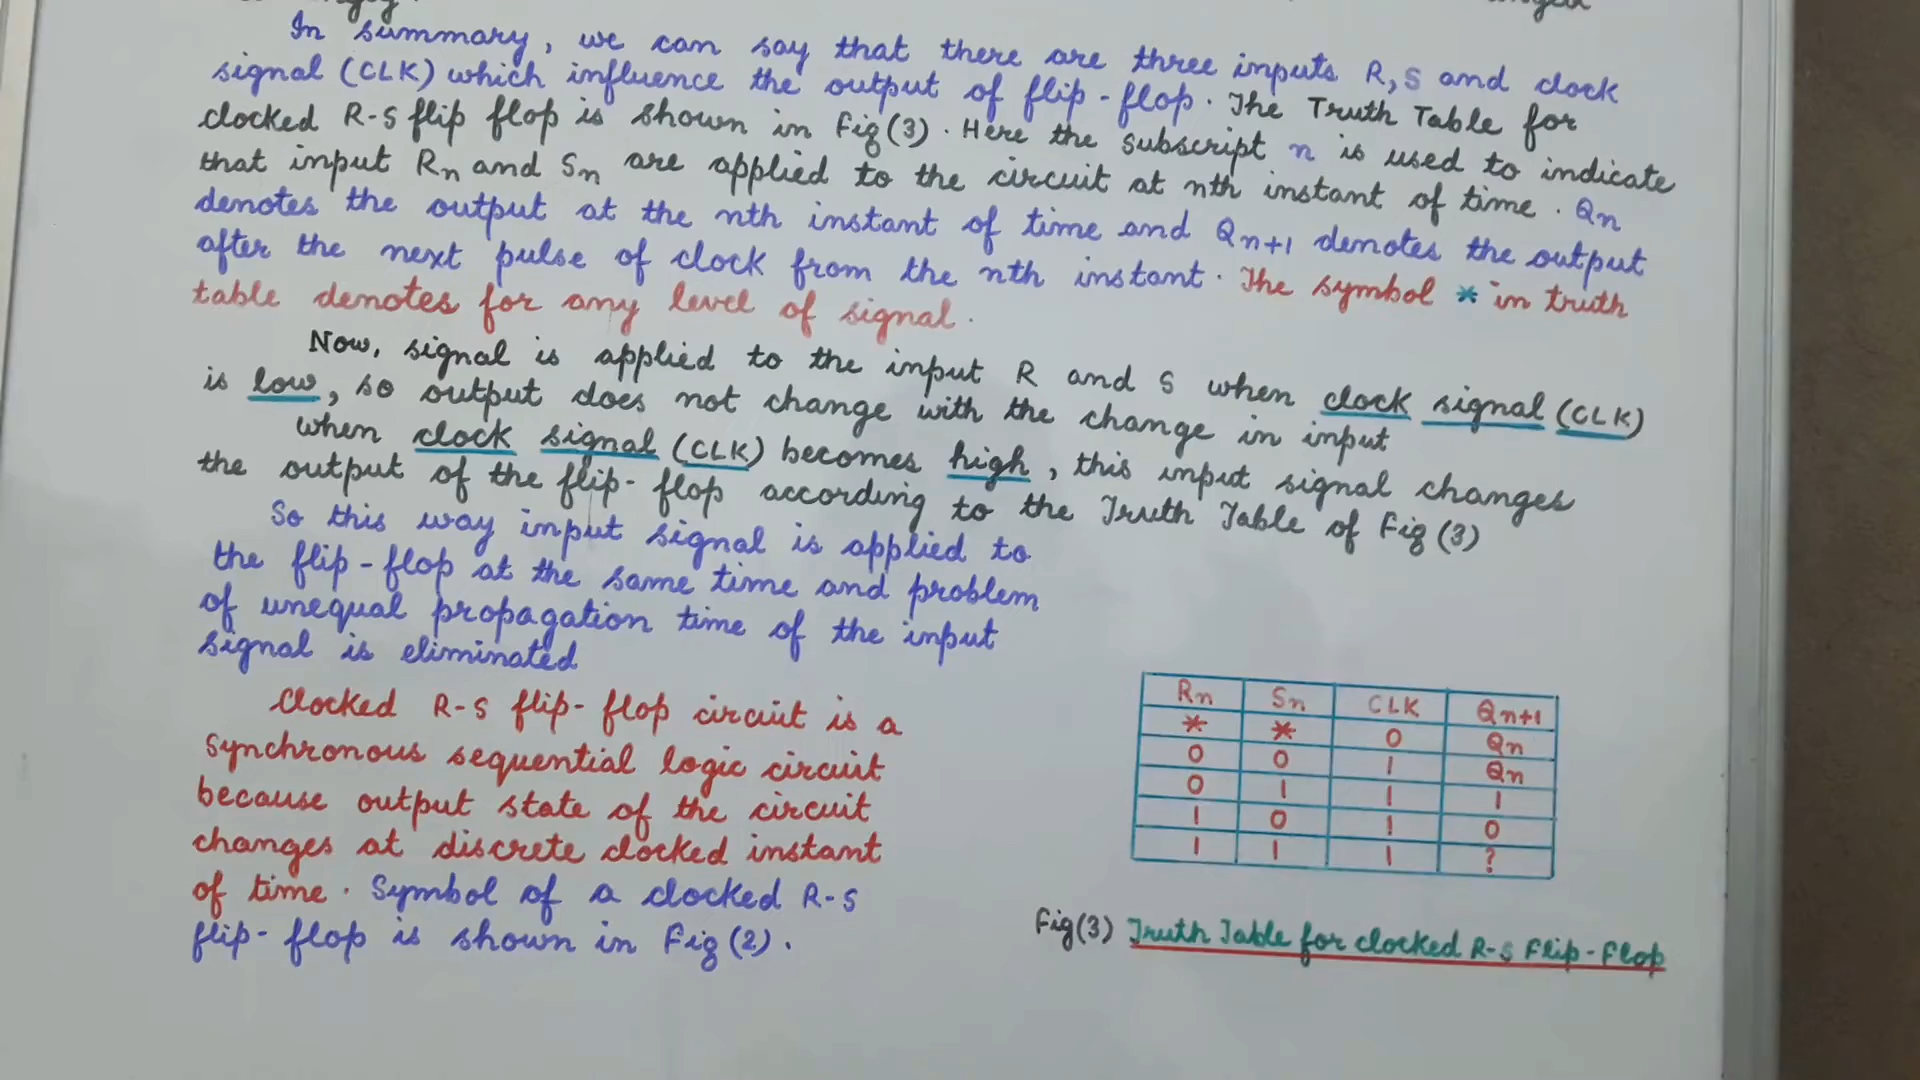 In summary, we can say that there are three inputs R, S and clock
signal (CLK) which influence the output of flip-flop. The Truth Table for
clocked R-S flip flop is shown in Fig (3). Here the subscript n is used to indicate
that input Rn and Sn are applied to the circuit at nth instant of time. Qn
denotes the output at the nth instant of time and Qn+1 denotes the output
after the next pulse of clock from the nth instant. The symbol * in truth
table denotes for any level of signal.
Now, signal is applied to the input R and S when clock signal (CLK)
is low, so output does not change with the change in input
when clock signal (CLK) becomes high, this input signal changes
the output of the flip-flop according to the Truth Table of Fig (3)
So this way input signal is applied to
the flip-flop at the same time and problem
of unequal propagation time of the input
signal is eliminated
Clocked R-S flip-flop circuit is a
synchronous sequential logic circuit
because output state of the circuit
changes at discrete clocked instant
of time. Symbol of a clocked R-S
flip-flop is shown in Fig (2).
Rn Sn CLK Qn+1
* * 0 Qn
0 0 1 Qn
0 1 1 1
1 0 1 0
1 1 1 ?
Fig(3) Truth Table for clocked R-S Flip-Flop